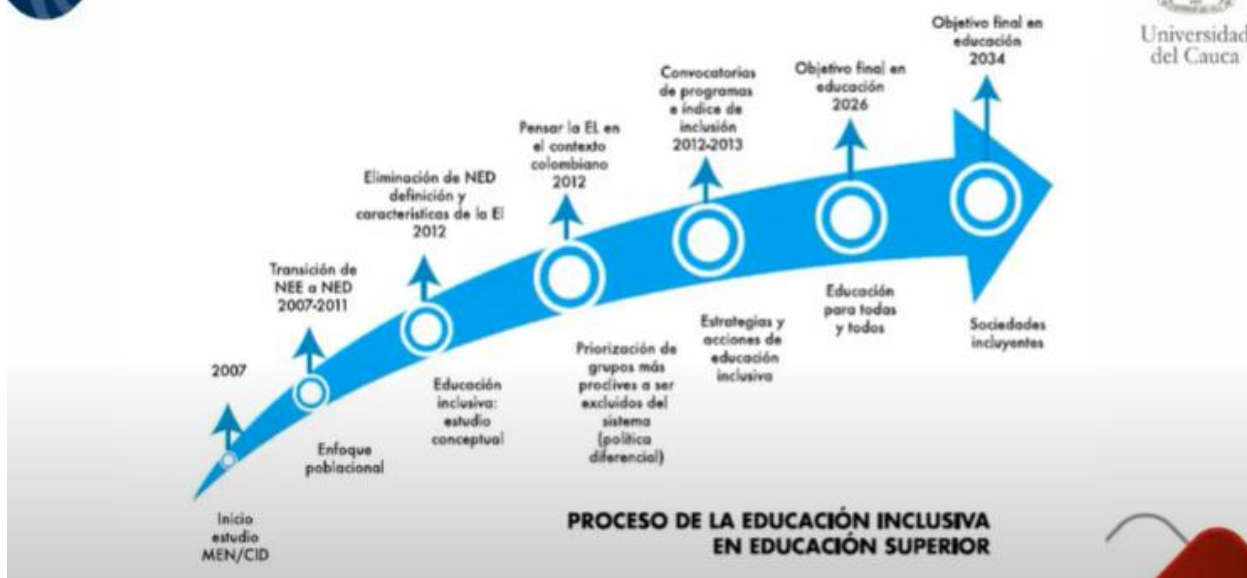 Universidad
del Cauca
Objetivo final en
educación
2034
Objetivo final en
educación
2026
Convocatorias
de programas
e índice de
inclusión
2012-2013
Pensar la EL en
el contexto
colombiano
2012
Eliminación de NED
definición y
características de la EI
2012
Transición de
NEE a NED
2007-2011
2007
Inicio
estudio
MEN/CID
Enfoque
poblacional
Educación
inclusiva:
estudio
conceptual
Priorización de
grupos más
proclives a ser
excluidos del
sistema
(política
diferencial)
Estrategias y
acciones de
educación
inclusiva
Educación
para todas
y todos
Sociedades
incluyentes
PROCESO DE LA EDUCACIÓN INCLUSIVA
EN EDUCACIÓN SUPERIOR